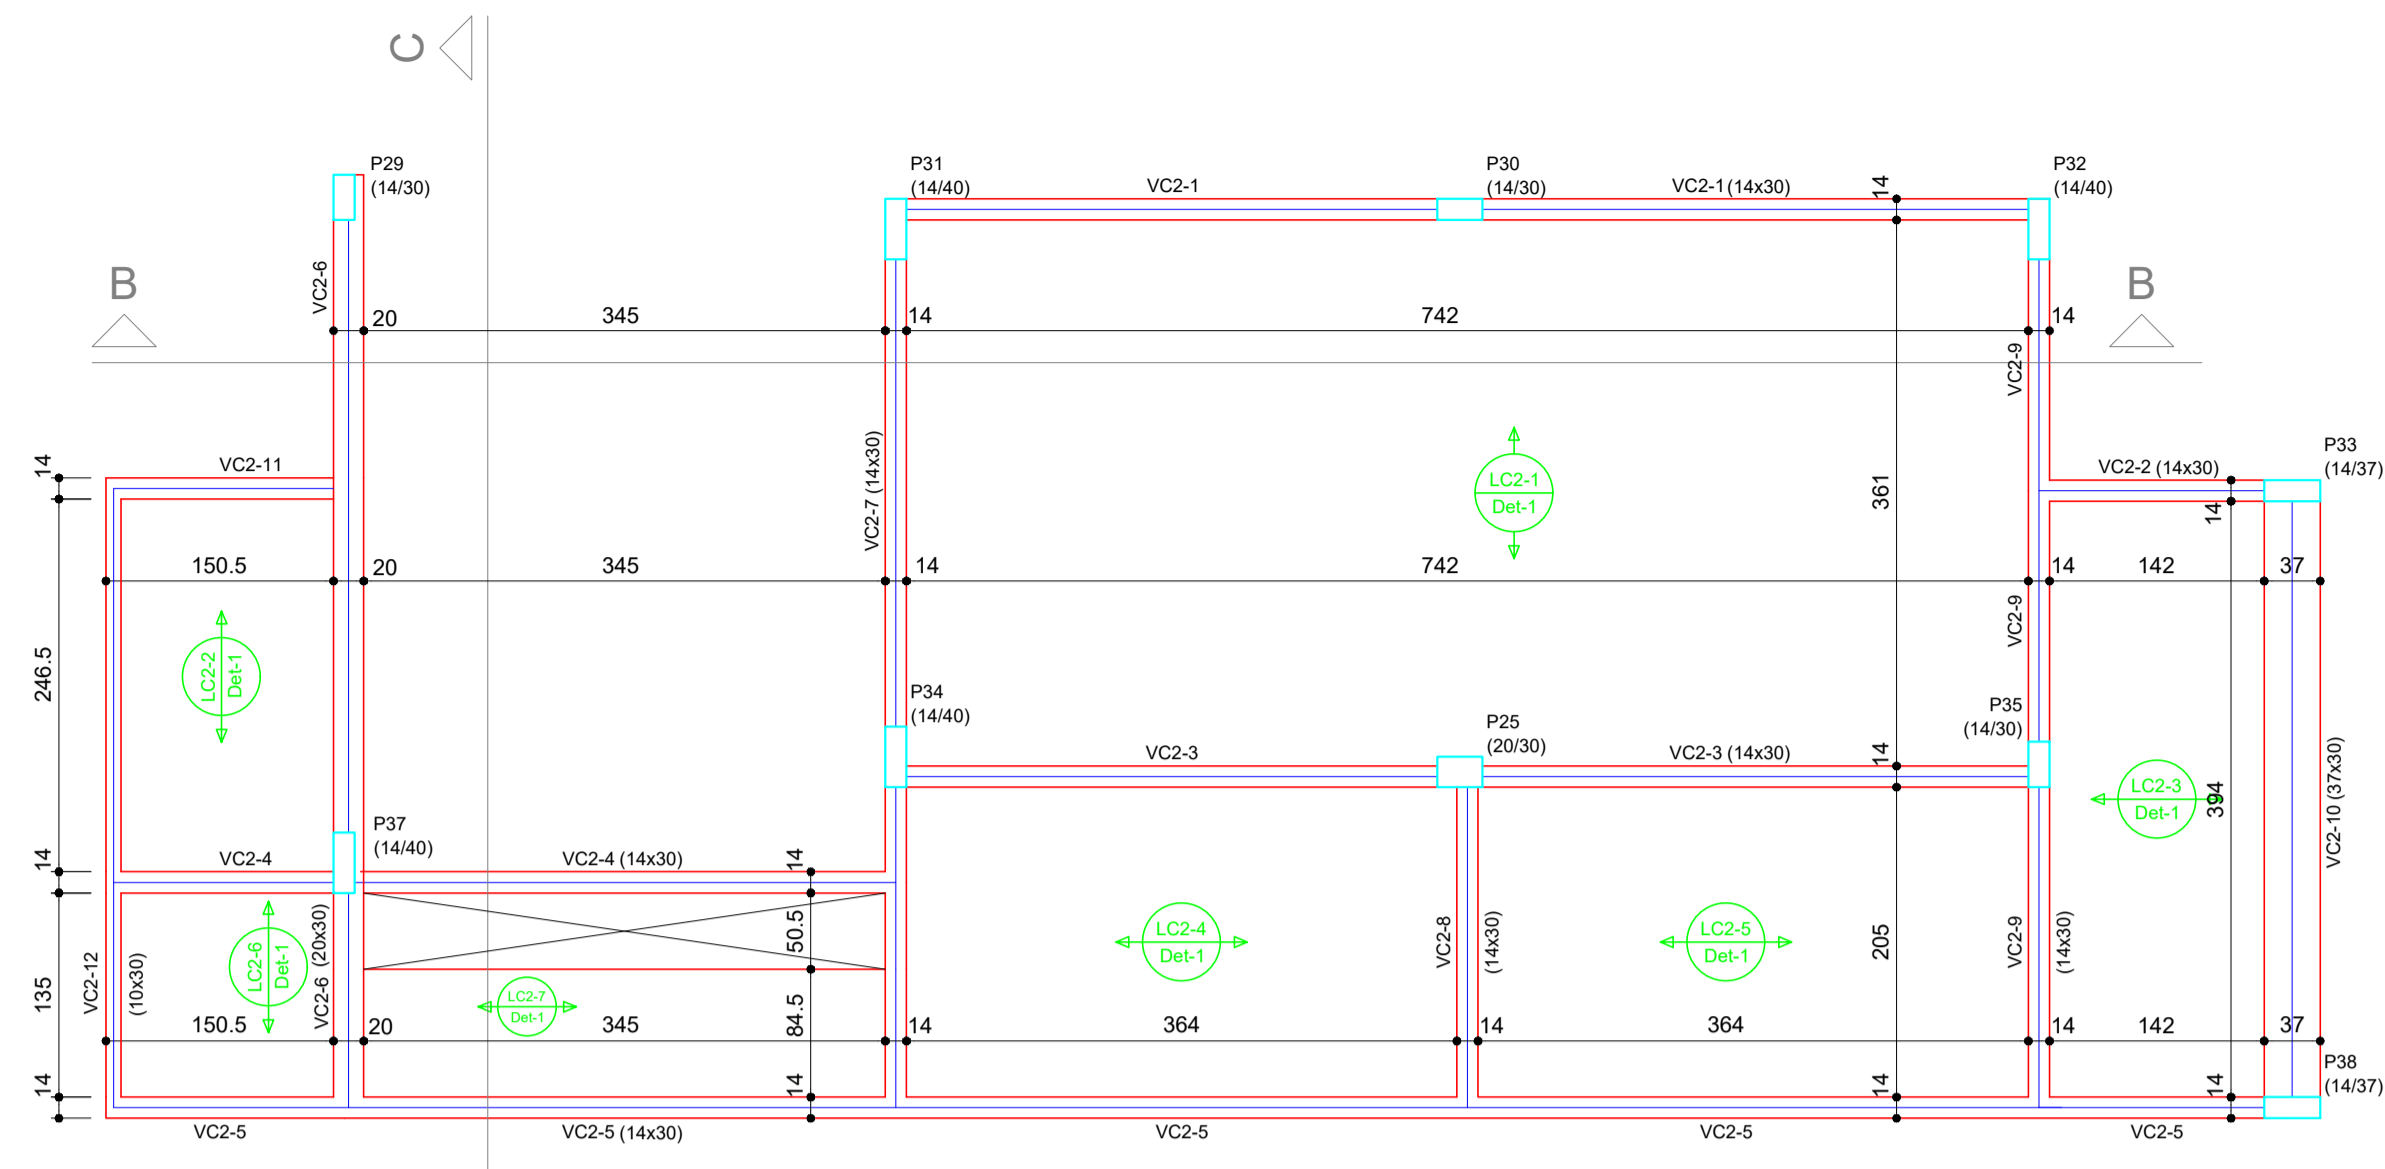 C
P29
(14/30)
P31
(14/40)
VC2-1
P30
(14/30)
VC2-1 (14x30)
14
P32
(14/40)
B
VC2-6
20
345
14
742
14
B
VC2-9
VC2-7 (14x30)
14
VC2-11
LC2-1
Det-1
361
VC2-2 (14x30)
P33
(14/37)
14
150.5
20
345
14
742
14
142
37
246.5
LC2-2
Det-1
VC2-9
P34
(14/40)
P25
(20/30)
P35
(14/30)
VC2-3
VC2-3 (14x30)
14
LC2-3
Det-1
394
VC2-10 (37x30)
P37
(14/40)
14
VC2-4
VC2-4 (14x30)
14
50.5
LC2-6
Det-1
VC2-6 (20x30)
VC2-12
(10x30)
135
LC2-7
Det-1
84.5
LC2-4
Det-1
VC2-8
(14x30)
LC2-5
Det-1
205
VC2-9
(14x30)
150.5
20
345
14
364
14
364
14
142
37
P38
(14/37)
14
14
14
14
VC2-5
VC2-5 (14x30)
VC2-5
VC2-5
VC2-5